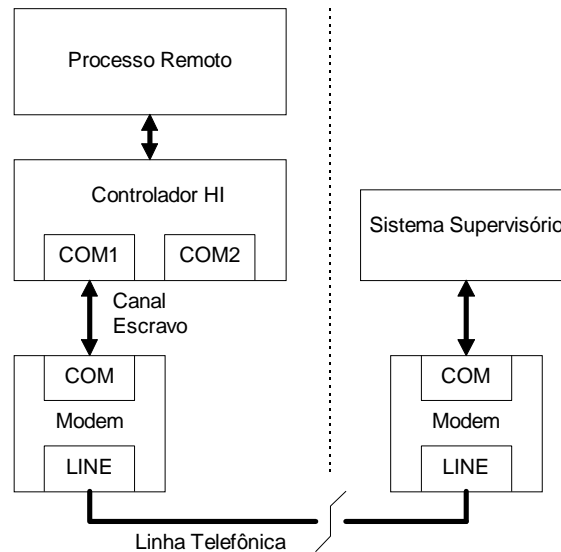 Processo Remoto
Controlador HI
COM1
COM2
Canal
Escravo
COM
Modem
LINE
Sistema Supervisório
COM
Modem
LINE
Linha Telefônica